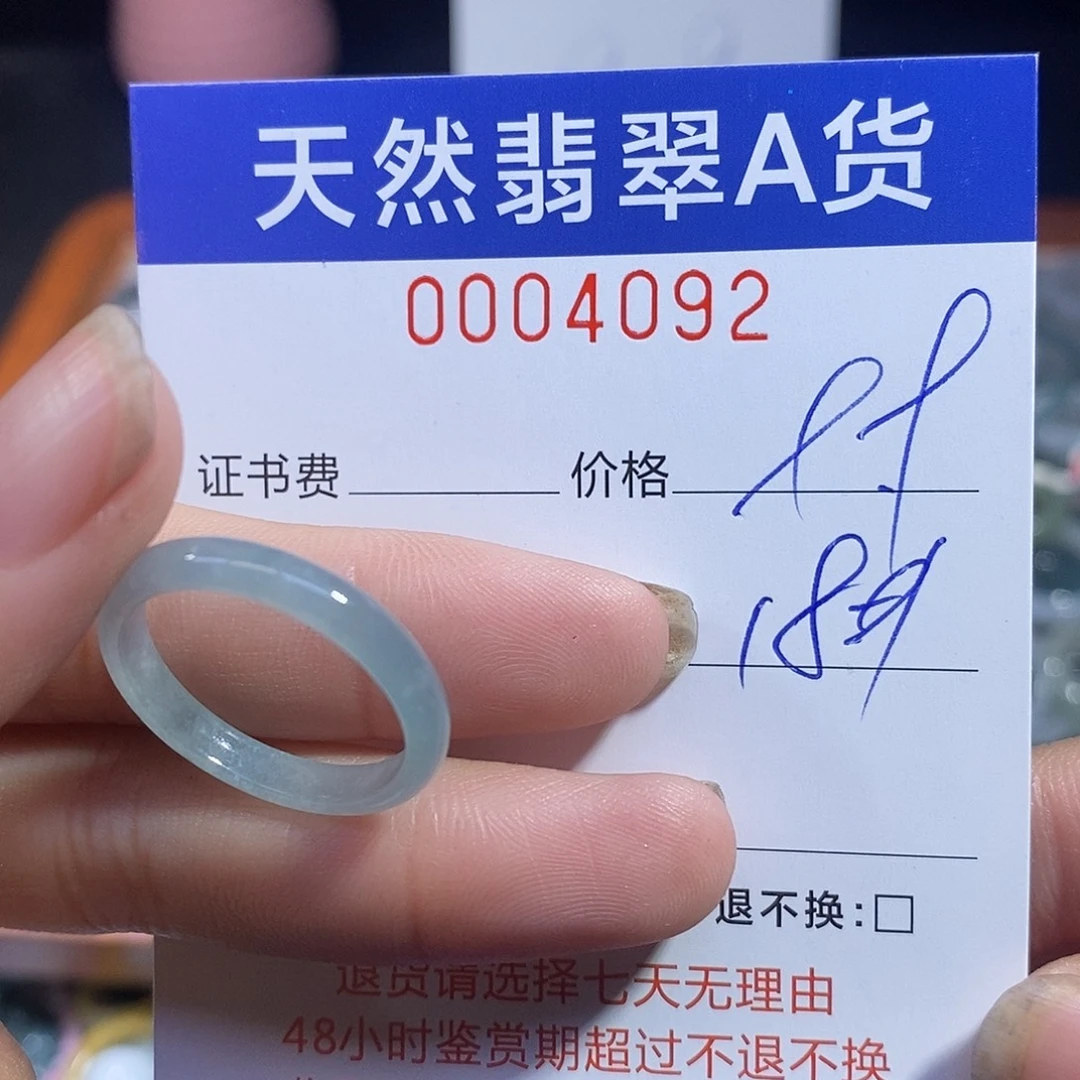 天然翡翠A货
0004092
证书费 价格
退不换:□
退货请选择七天无理由
48小时鉴赏期超过不退不换